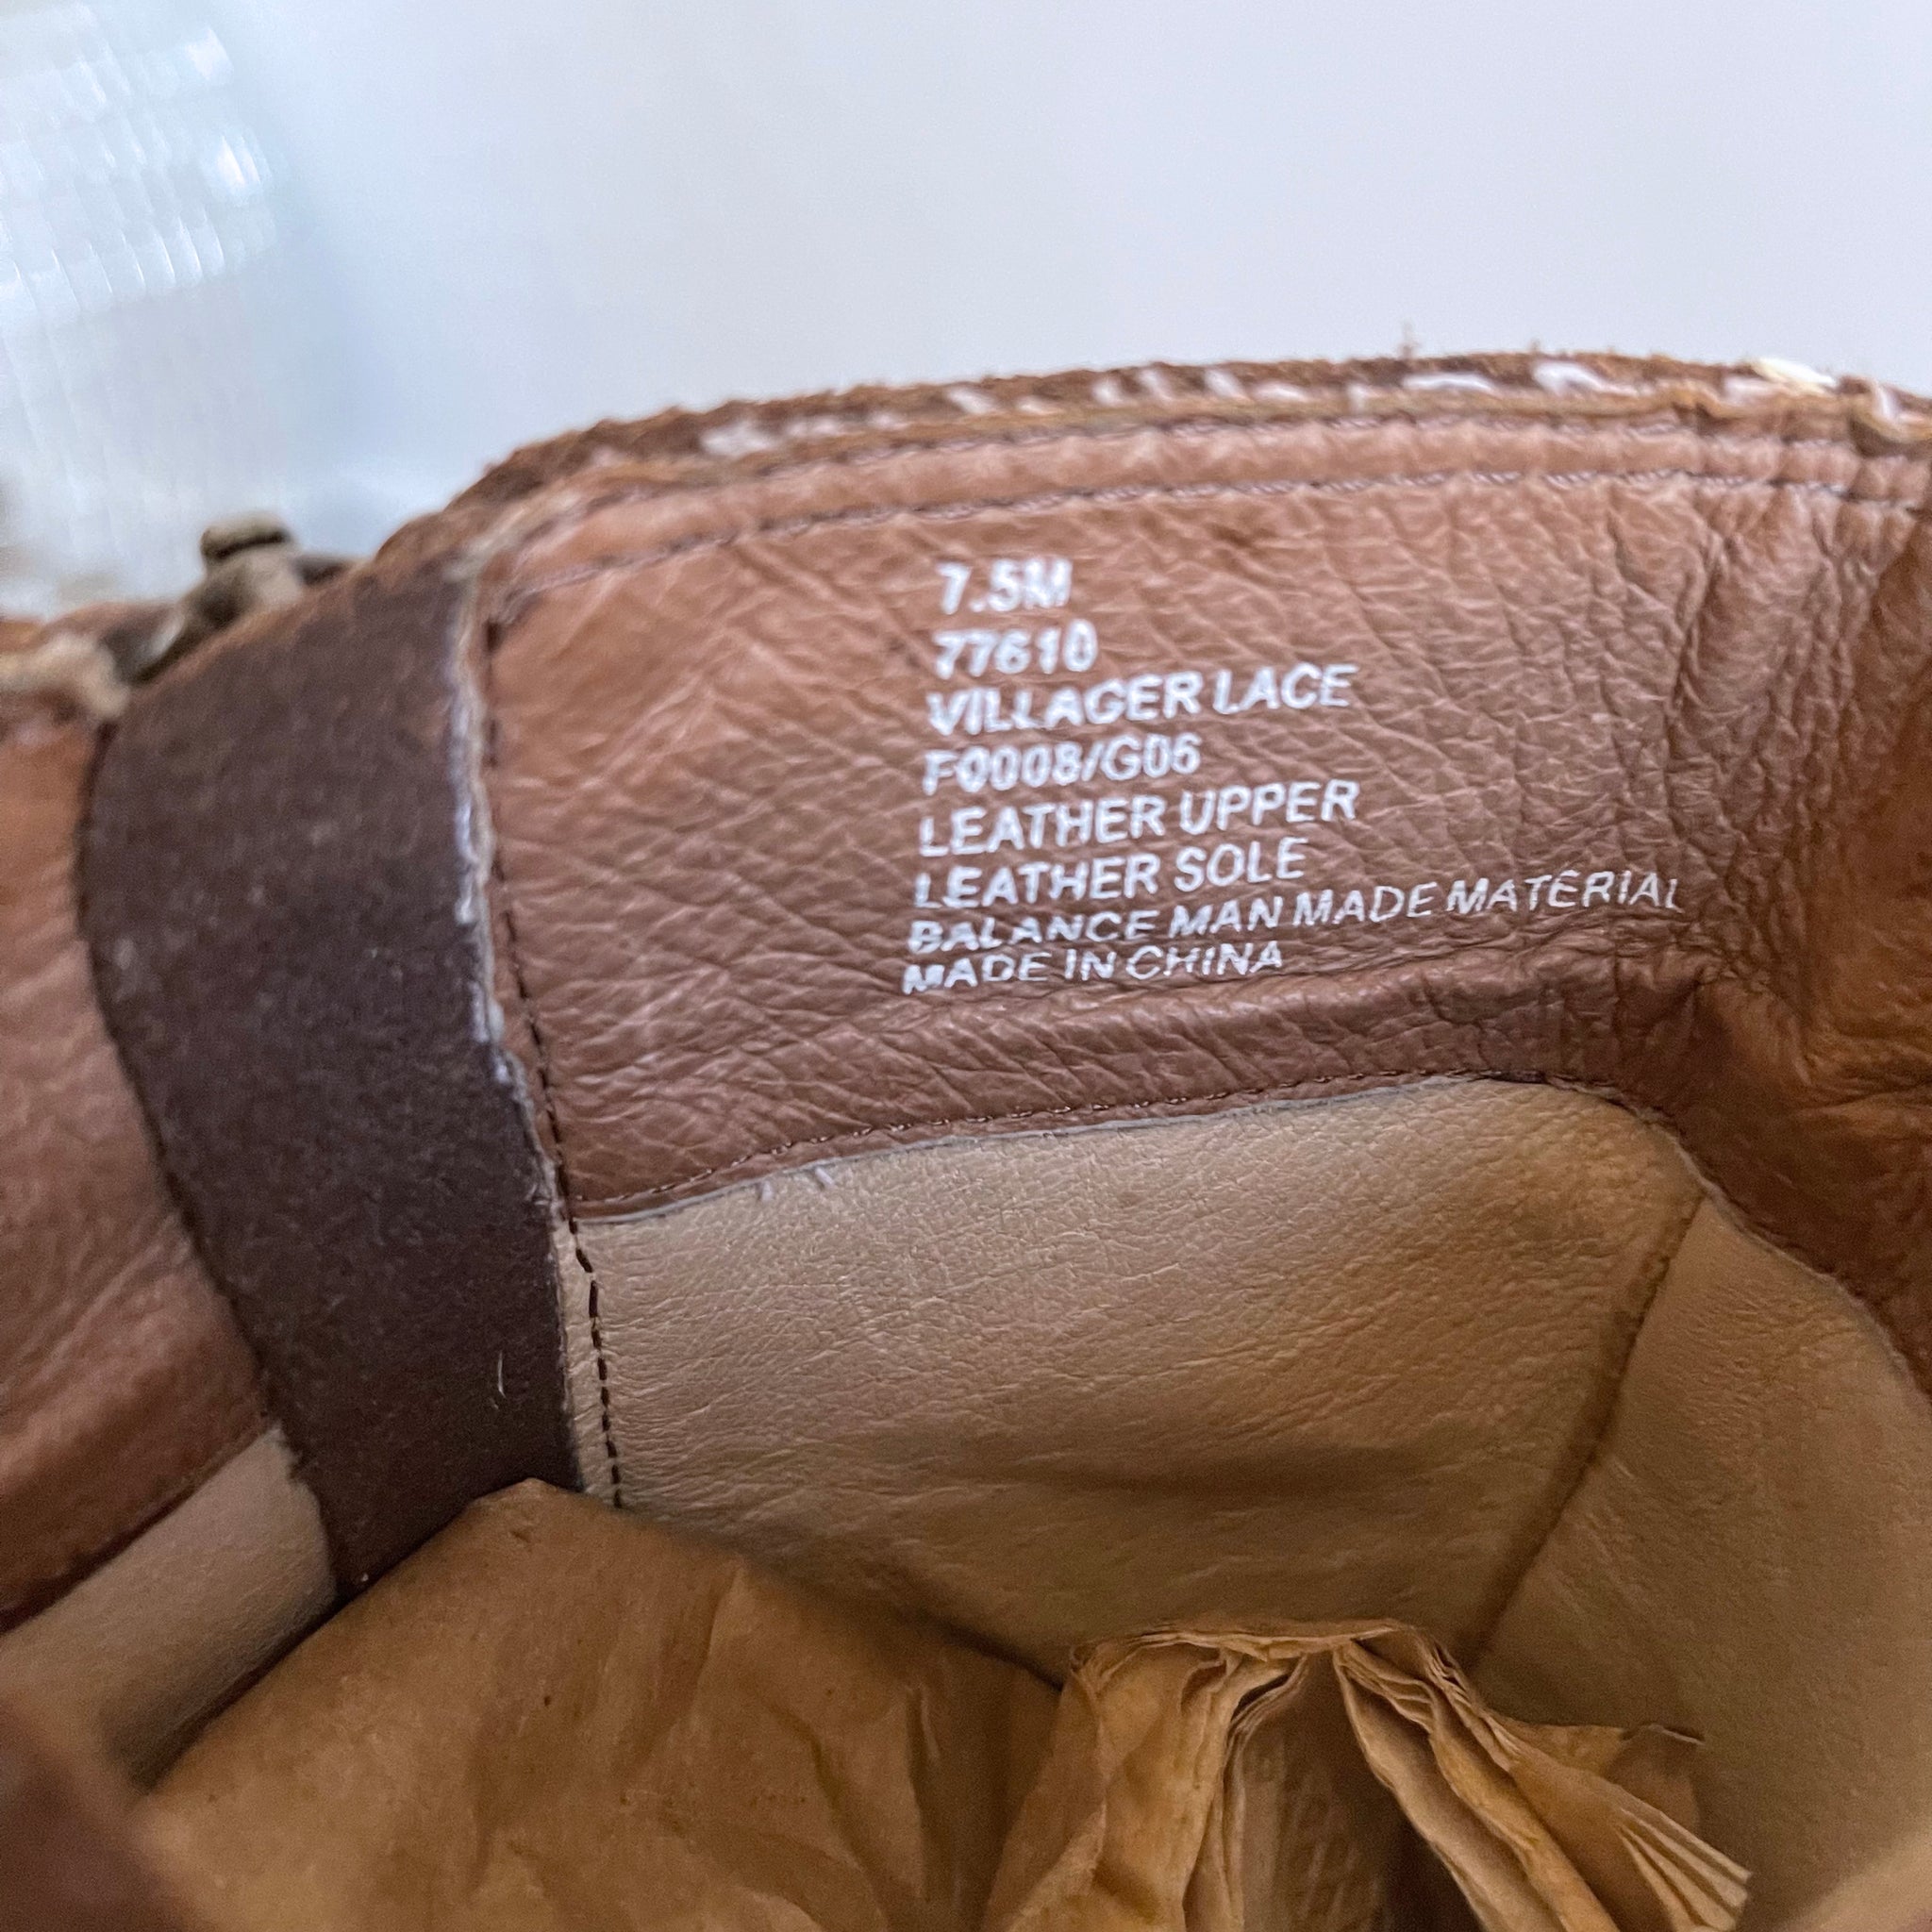 7.5M
77610
VILLAGER LACE
F0008/G06
LEATHER UPPER
LEATHER SOLE
BALANCE MAN MADE MATERIAL
MADE IN CHINA